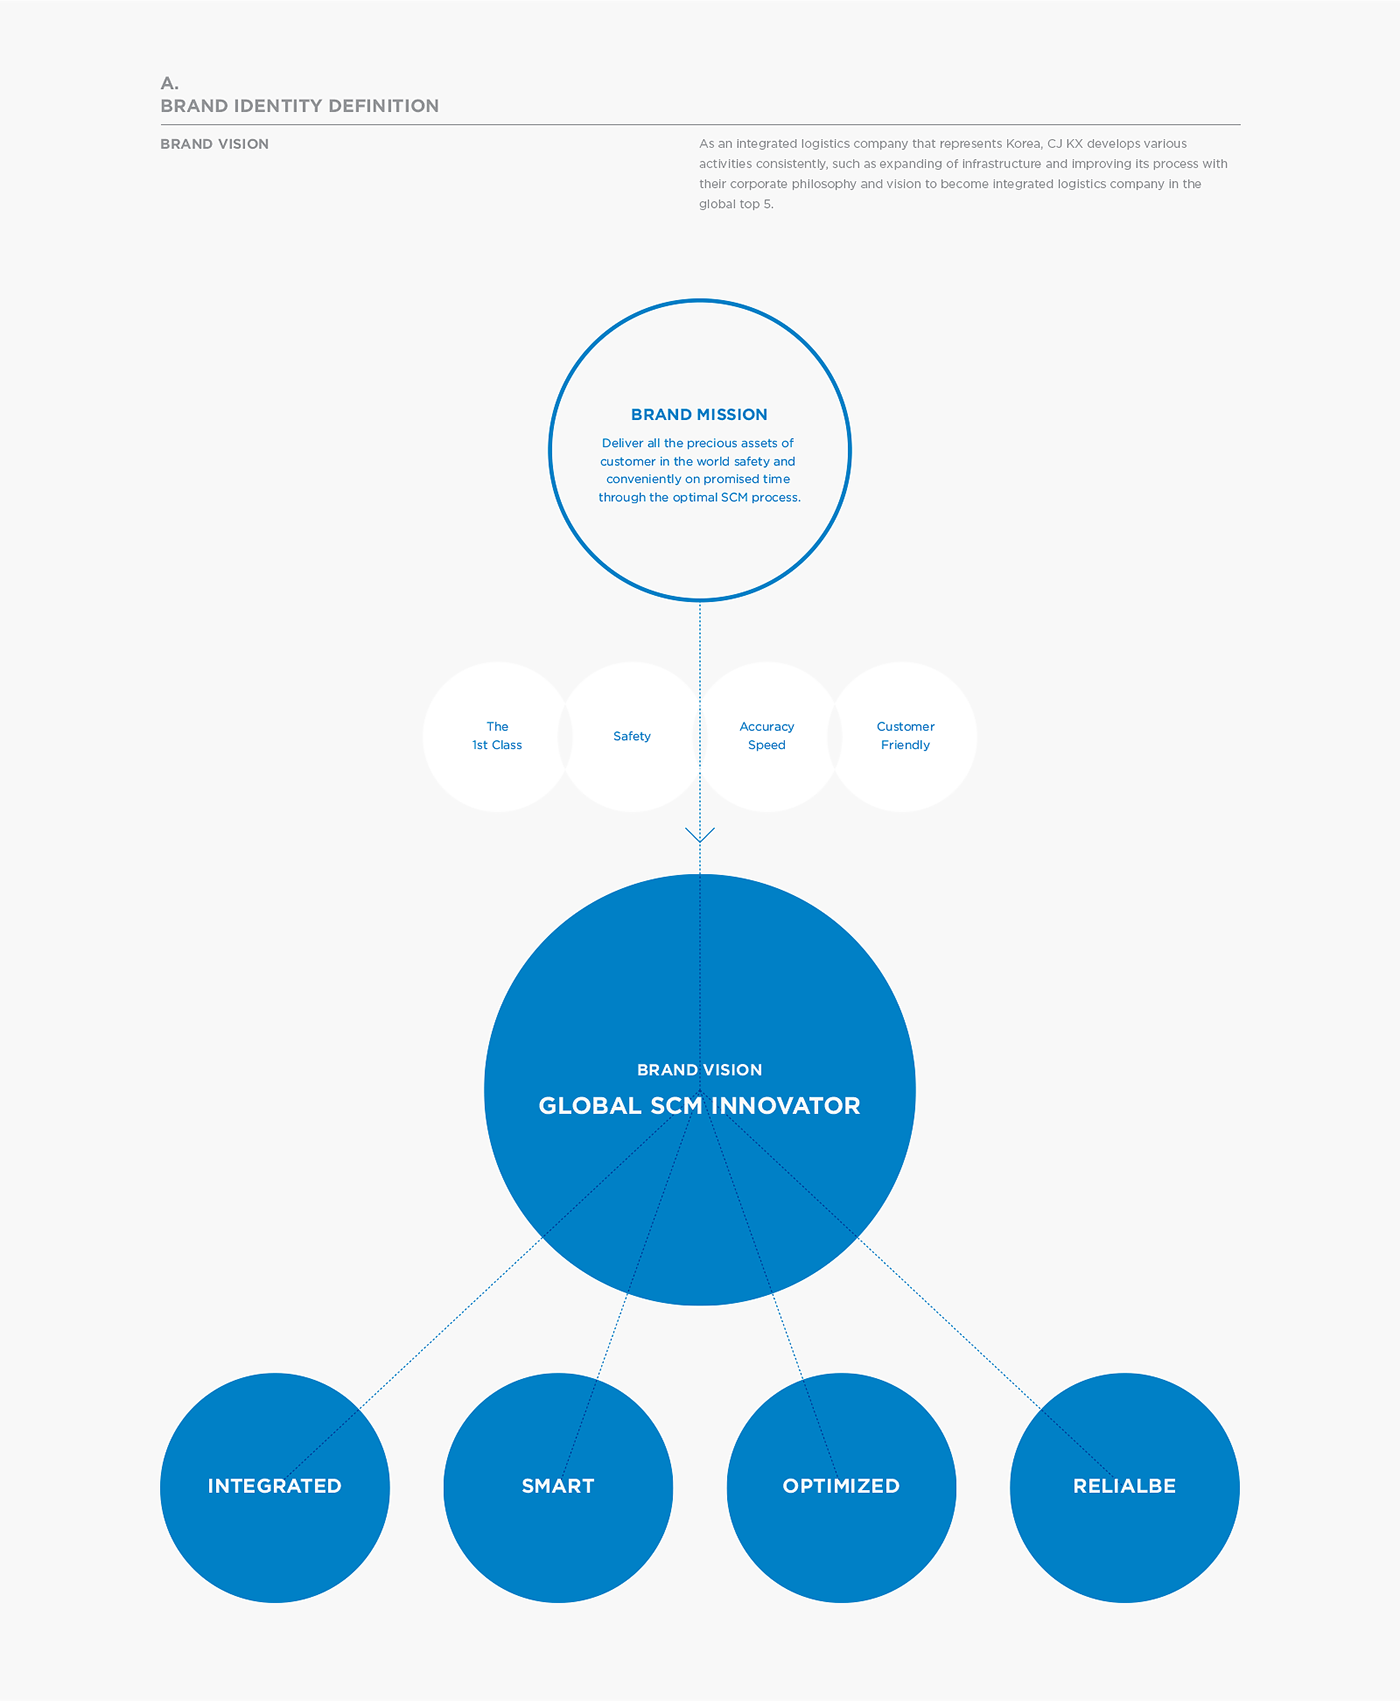 A.
BRAND IDENTITY DEFINITION
BRAND VISION
As an integrated logistics company that represents Korea, CJ KX develops various
activities consistently, such as expanding of infrastructure and improving its process with
their corporate philosophy and vision to become integrated logistics company in the
global top 5.
BRAND MISSION
Deliver all the precious assets of
customer in the world safety and
conveniently on promised time
through the optimal SCM process.
The
1st Class
Safety
Accuracy
Speed
Customer
Friendly
BRAND VISION
GLOBAL SCM INNOVATOR
INTEGRATED
SMART
OPTIMIZED
RELIALBE